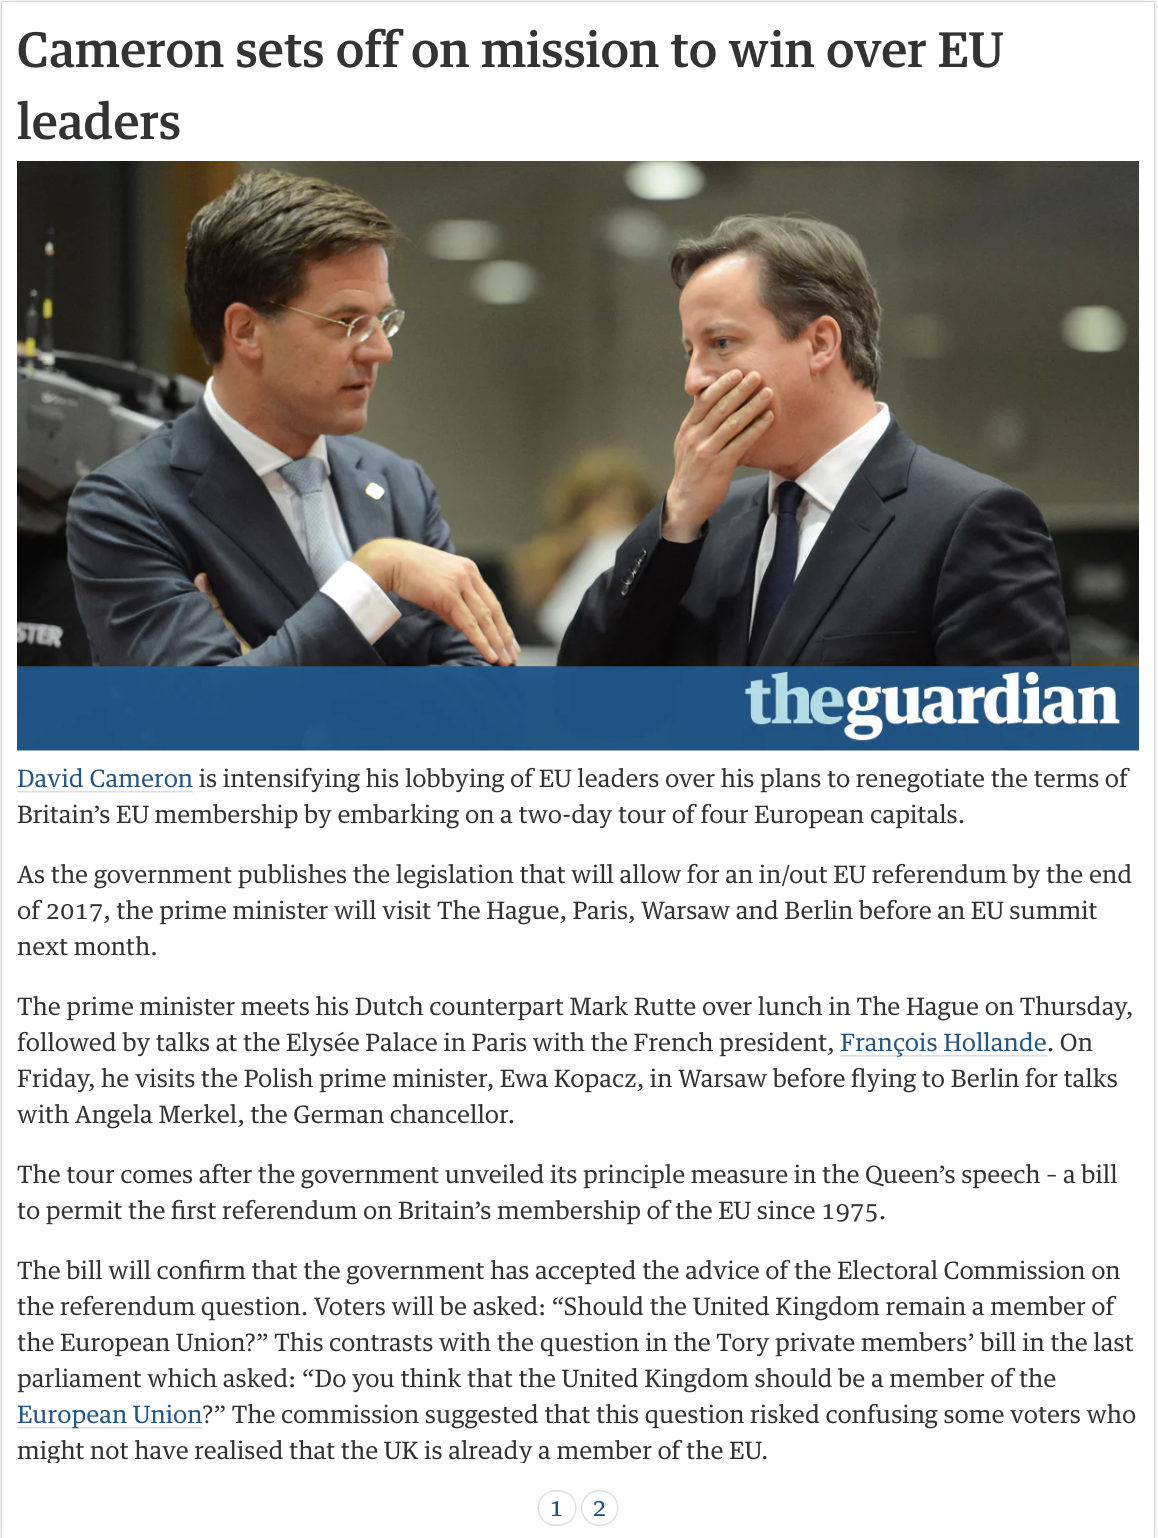 Cameron sets off on mission to win over EU
leaders
STER
theguardian
David Cameron is intensifying his lobbying of EU leaders over his plans to renegotiate the terms of
Britain’s EU membership by embarking on a two-day tour of four European capitals.
As the government publishes the legislation that will allow for an in/out EU referendum by the end
of 2017, the prime minister will visit The Hague, Paris, Warsaw and Berlin before an EU summit
next month.
The prime minister meets his Dutch counterpart Mark Rutte over lunch in The Hague on Thursday,
followed by talks at the Elysée Palace in Paris with the French president, François Hollande. On
Friday, he visits the Polish prime minister, Ewa Kopacz, in Warsaw before flying to Berlin for talks
with Angela Merkel, the German chancellor.
The tour comes after the government unveiled its principle measure in the Queen’s speech – a bill
to permit the first referendum on Britain’s membership of the EU since 1975.
The bill will confirm that the government has accepted the advice of the Electoral Commission on
the referendum question. Voters will be asked: “Should the United Kingdom remain a member of
the European Union?” This contrasts with the question in the Tory private members’ bill in the last
parliament which asked: “Do you think that the United Kingdom should be a member of the
European Union?” The commission suggested that this question risked confusing some voters who
might not have realised that the UK is already a member of the EU.
1 2